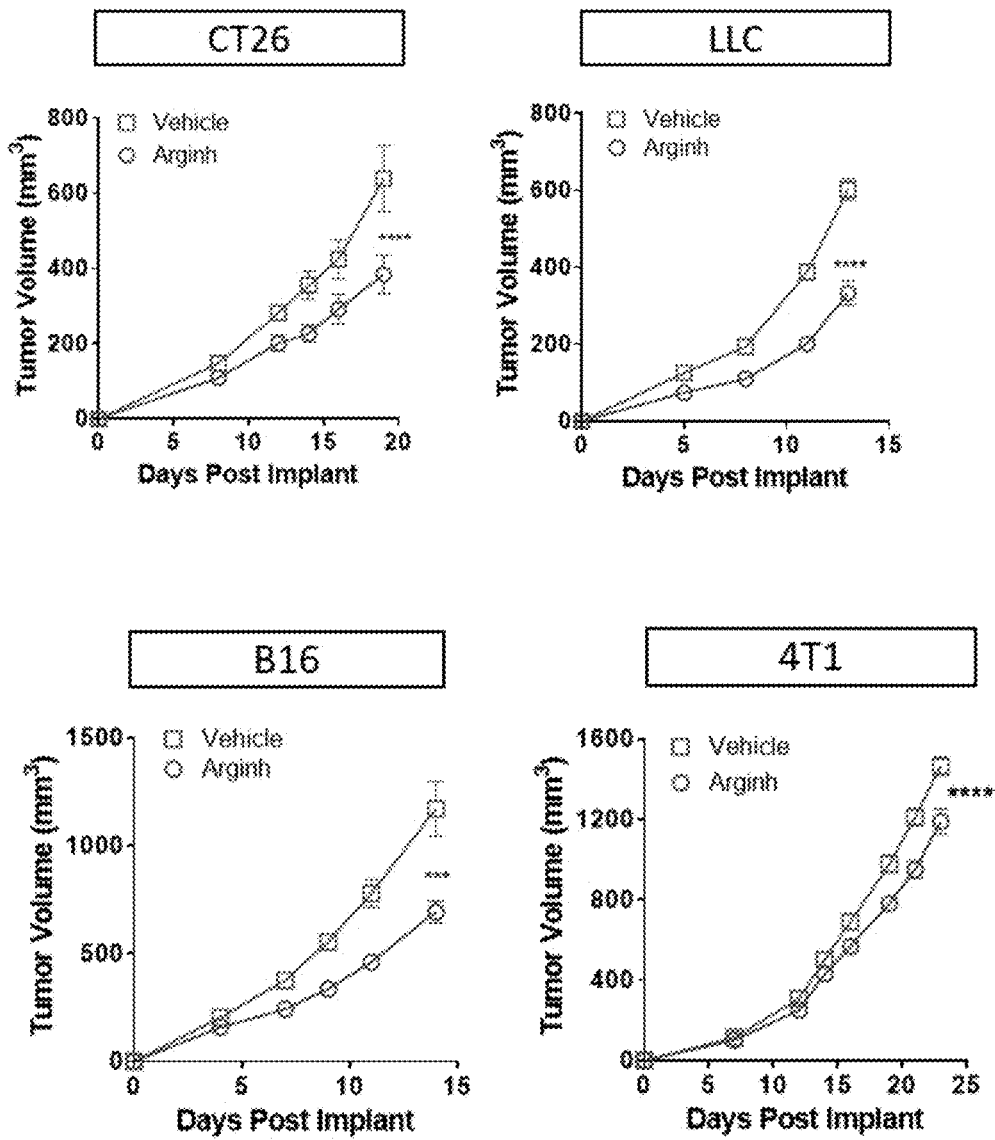 CT26
Vehicle
Arginh
800
600
400
200
0
****
0 5 10 15 20
Tumor Volume (mm³)
Days Post Implant
LLC
Vehicle
Arginh
800
600
400
200
0
****
0 5 10 15
Tumor Volume (mm³)
Days Post Implant
B16
Vehicle
Arginh
1500
1000
500
0
***
0 5 10 15
Tumor Volume (mm³)
Days Post Implant
4T1
Vehicle
Arginh
1600
1200
800
400
0
****
0 5 10 15 20 25
Tumor Volume (mm³)
Days Post Implant